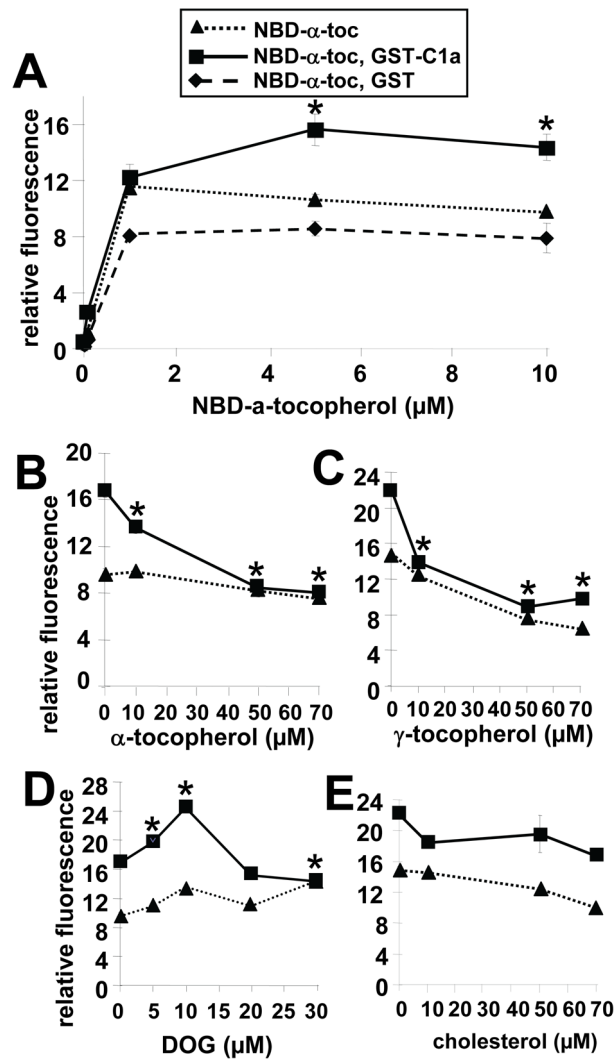 NBD-α-toc
NBD-α-toc, GST-C1a
NBD-α-toc, GST
A
relative fluorescence
16
12
8
4
0
* *
0 2 4 6 8 10
NBD-a-tocopherol (µM)
B
relative fluorescence
20
16
12
8
4
0
* * *
0 10 20 30 40 50 60 70
α-tocopherol (µM)
C
24
20
16
12
8
4
0
* * *
0 10 20 30 40 50 60 70
γ-tocopherol (µM)
D
relative fluorescence
28
24
20
16
12
8
4
0
* * *
0 5 10 15 20 25 30
DOG (µM)
E
24
20
16
12
8
4
0
0 10 20 30 40 50 60 70
cholesterol (µM)